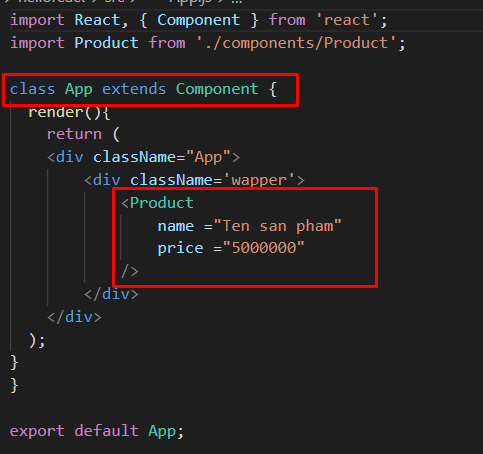 import React, { Component } from 'react';
import Product from './components/Product';
class App extends Component {
render(){
return (
<div className="App">
<div className='wapper'>
<Product
name ="Ten san pham"
price ="5000000"
/>
</div>
</div>
);
}
}
export default App;